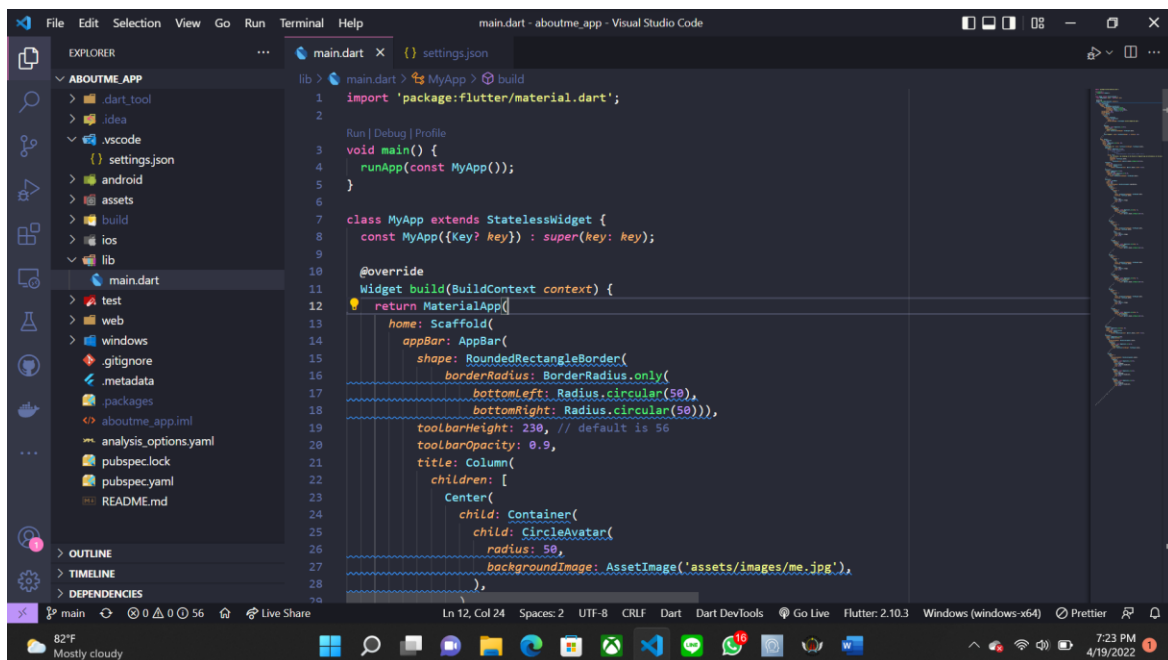 File Edit Selection View Go Run Terminal Help main.dart - aboutme_app - Visual Studio Code
EXPLORER
ABOUTME_APP
.dart_tool
.idea
.vscode
{} settings.json
android
assets
build
ios
lib
main.dart
test
web
windows
.gitignore
.metadata
.packages
aboutme_app.iml
analysis_options.yaml
pubspec.lock
pubspec.yaml
README.md
OUTLINE
TIMELINE
DEPENDENCIES
main.dart {} settings.json
lib > main.dart > MyApp > build
1 import 'package:flutter/material.dart';
2
Run | Debug | Profile
3 void main() {
4 runApp(const MyApp());
5 }
6
7 class MyApp extends StatelessWidget {
8 const MyApp({Key? key}) : super(key: key);
9
10 @override
11 Widget build(BuildContext context) {
12 return MaterialApp(
13 home: Scaffold(
14 appBar: AppBar(
15 shape: RoundedRectangleBorder(
16 borderRadius: BorderRadius.only(
17 bottomLeft: Radius.circular(50),
18 bottomRight: Radius.circular(50))),
19 toolbarHeight: 230, // default is 56
20 toolbarOpacity: 0.9,
21 title: Column(
22 children: [
23 Center(
24 child: Container(
25 child: CircleAvatar(
26 radius: 50,
27 backgroundImage: AssetImage('assets/images/me.jpg'),
28 ),
29 )
1
main 0 0 56 Live Share Ln 12, Col 24 Spaces: 2 UTF-8 CRLF Dart Dart DevTools Go Live Flutter: 2.10.3 Windows (windows-x64) Prettier
82°F
Mostly cloudy
LINE
16
7:23 PM
4/19/2022
1